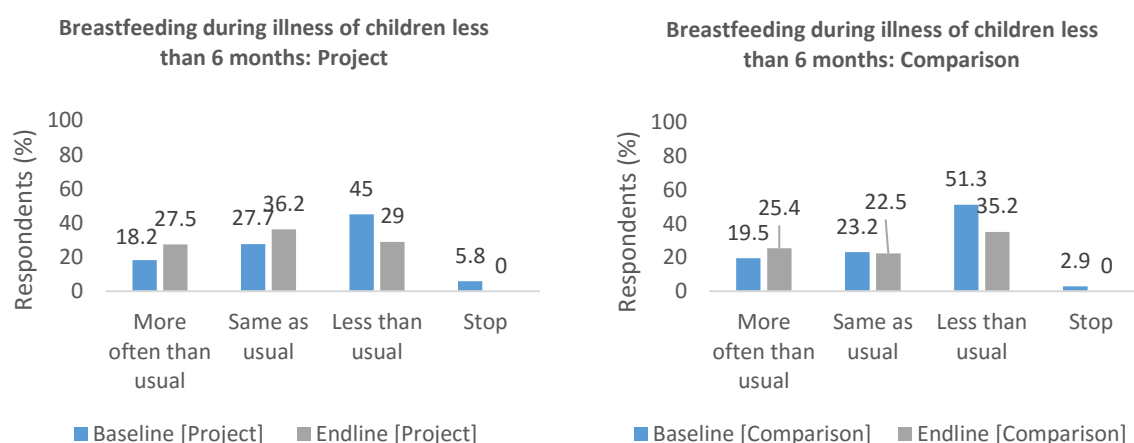 Breastfeeding during illness of children less
than 6 months: Project
Respondents (%)
100
80
60
40
20
0
18.2
27.5
27.7
36.2
45
29
5.8
0
More
often than
usual
Same as
usual
Less than
usual
Stop
Baseline [Project]
Endline [Project]
Breastfeeding during illness of children less
than 6 months: Comparison
Respondents (%)
100
80
60
40
20
0
19.5
25.4
23.2
22.5
51.3
35.2
2.9
0
More
often than
usual
Same as
usual
Less than
usual
Stop
Baseline [Comparison]
Endline [Comparison]